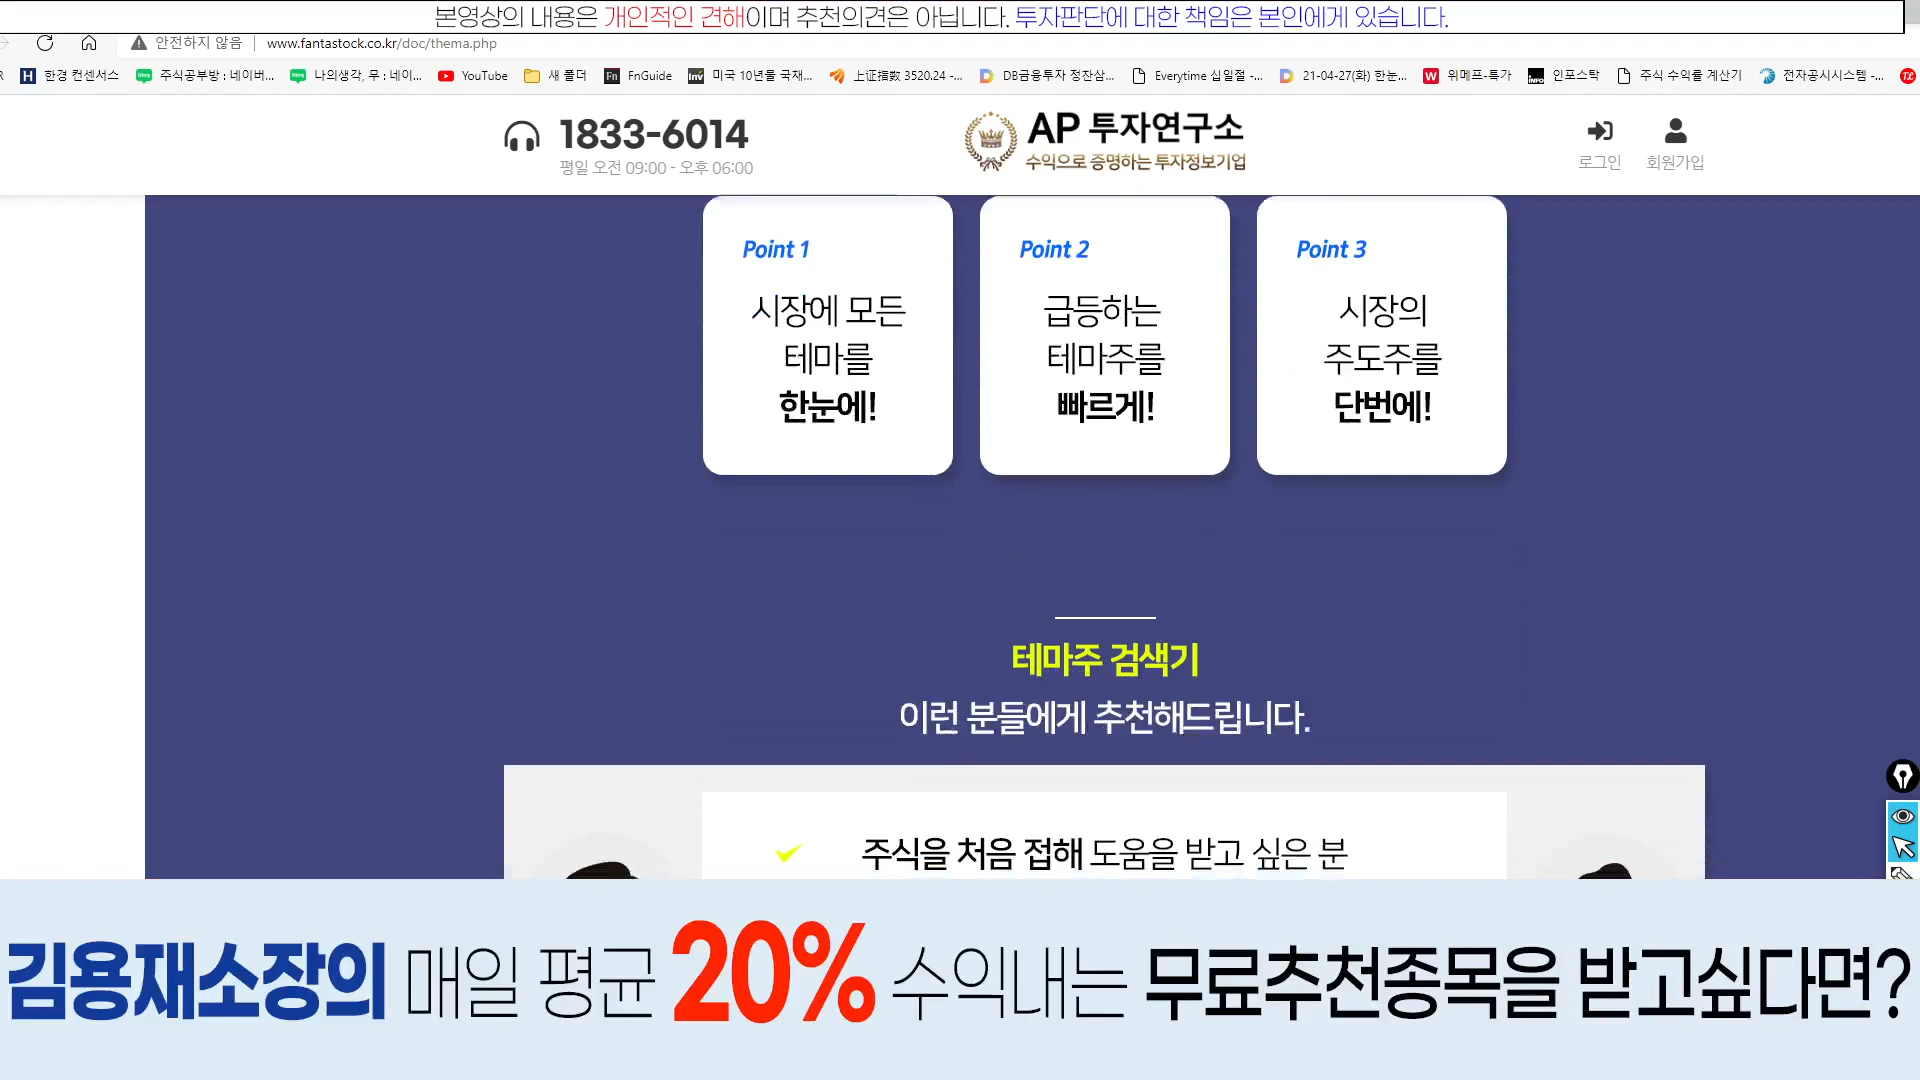 본영상의 내용은 개인적인 견해이며 추천의견은 아닙니다. 투자판단에 대한 책임은 본인에게 있습니다.
안전하지 않음 www.fantastock.co.kr/doc/thema.php
R 한경 컨센서스 주식공부방 : 네이버... 나의생각, 무 : 네이... YouTube 새 폴더 FnGuide 미국 10년물 국채... 上证指數 3520.24 -... DB금융투자 정찬삼... Everytime 십일절 -... 21-04-27(화) 한눈... 위메프-특가 인포스탁 주식 수익률 계산기 전자공시시스템 -...
1833-6014
평일 오전 09:00 - 오후 06:00
AP 투자연구소
수익으로 증명하는 투자정보기업
로그인 회원가입
Point 1
시장에 모든
테마를
한눈에!
Point 2
급등하는
테마주를
빠르게!
Point 3
시장의
주도주를
단번에!
테마주 검색기
이런 분들에게 추천해드립니다.
주식을 처음 접해 도움을 받고 싶은 분
김용재소장의 매일 평균 20% 수익내는 무료추천종목을 받고싶다면?